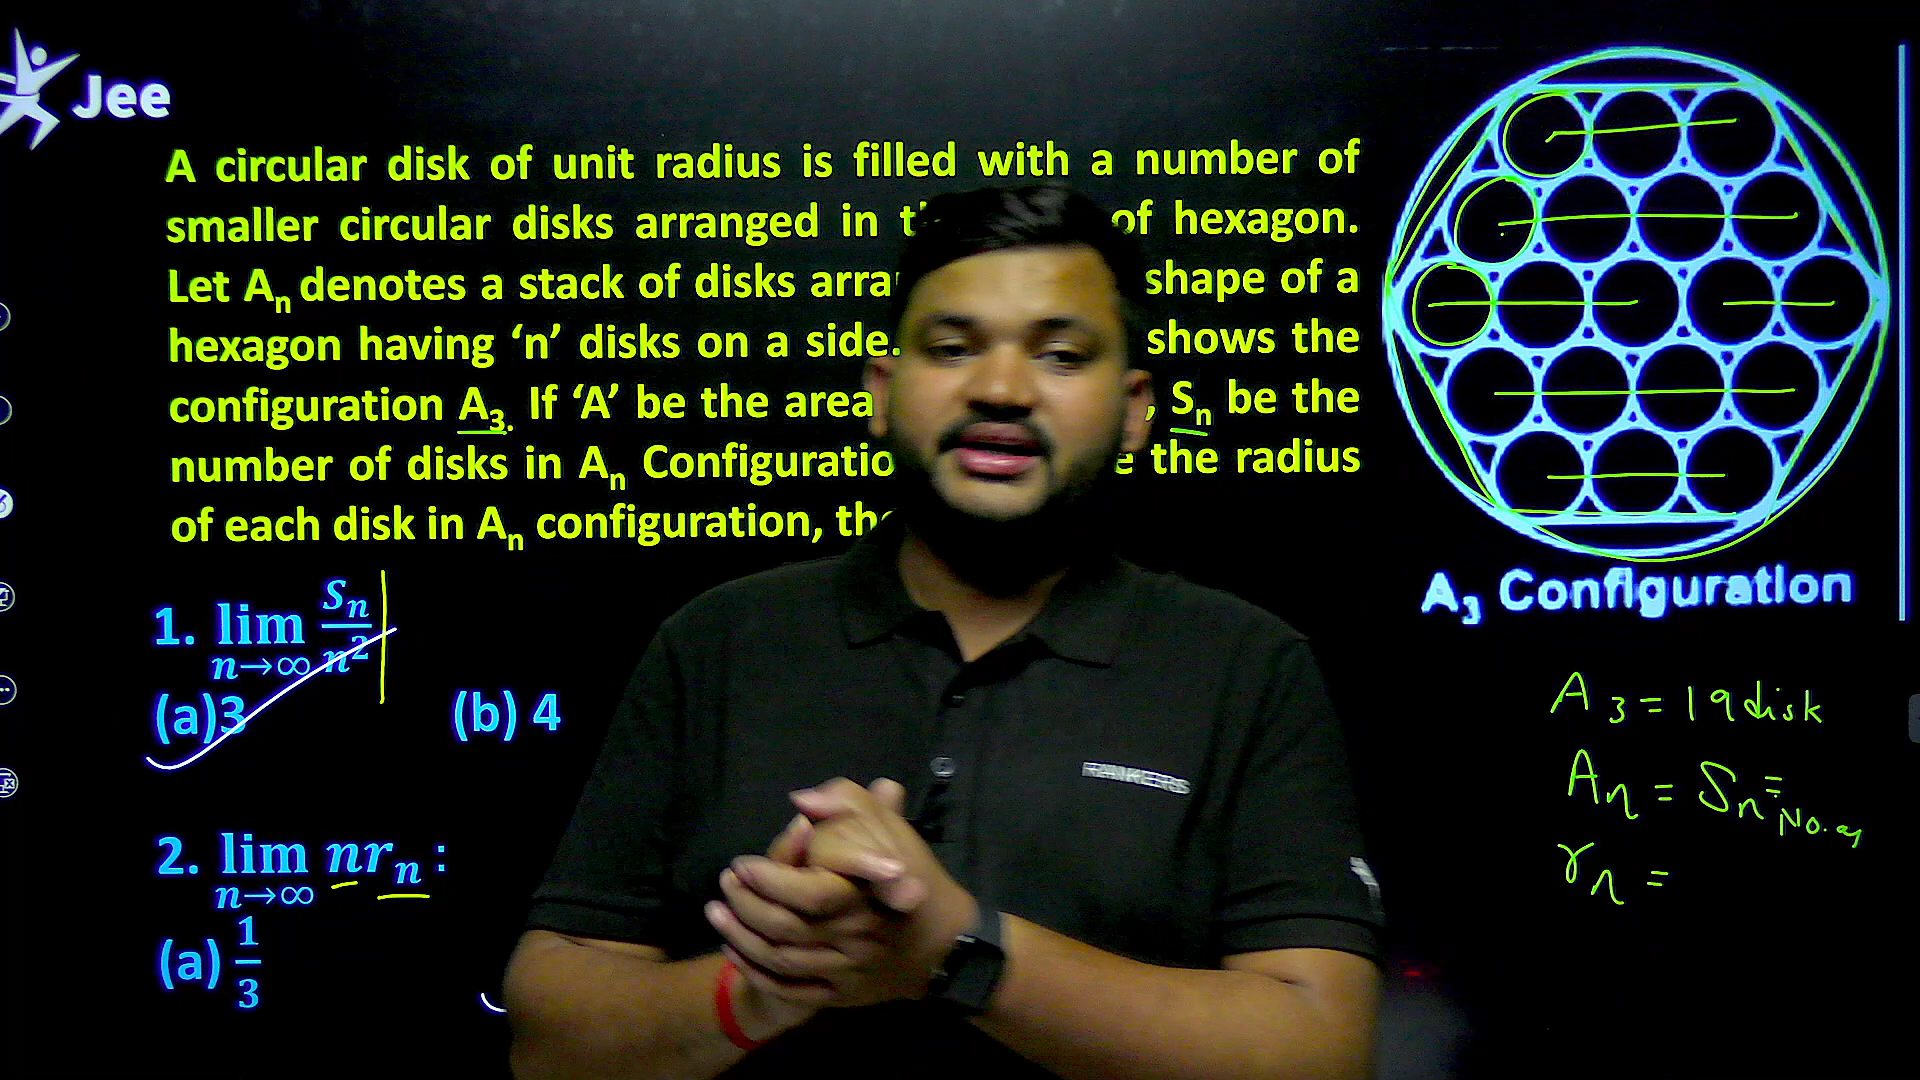 Jee
A circular disk of unit radius is filled with a number of
smaller circular disks arranged in of hexagon.
Let Aₙ denotes a stack of disks shape of a
hexagon having ‘n’ disks on a side. shows the
configuration A₃. If ‘A’ be the area , Sₙ be the
number of disks in Aₙ the radius
of each disk in Aₙ configuration,
1. lim n→∞ Sₙ/n²
(a)3 (b) 4
2. lim n→∞ nrₙ :
(a) 1/3
A₃ Configuration
A₃ = 19 disk
Aₙ = Sₙ = No. of
rₙ =
RANKERS